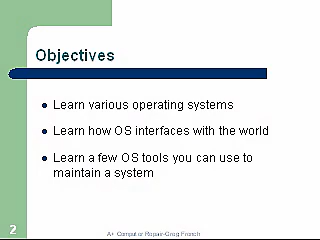 Objectives
Learn various operating systems
Learn how OS interfaces with the world
Learn a few OS tools you can use to
maintain a system
2
A+ Computer Repair-Greg French